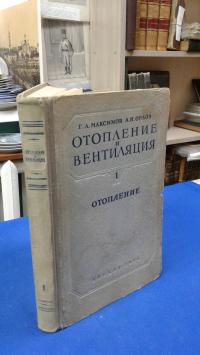 Г. А. МАКСИМОВ А. И. ОРЛОВ
ОТОПЛЕНИЕ
И
ВЕНТИЛЯЦИЯ
I
ОТОПЛЕНИЕ